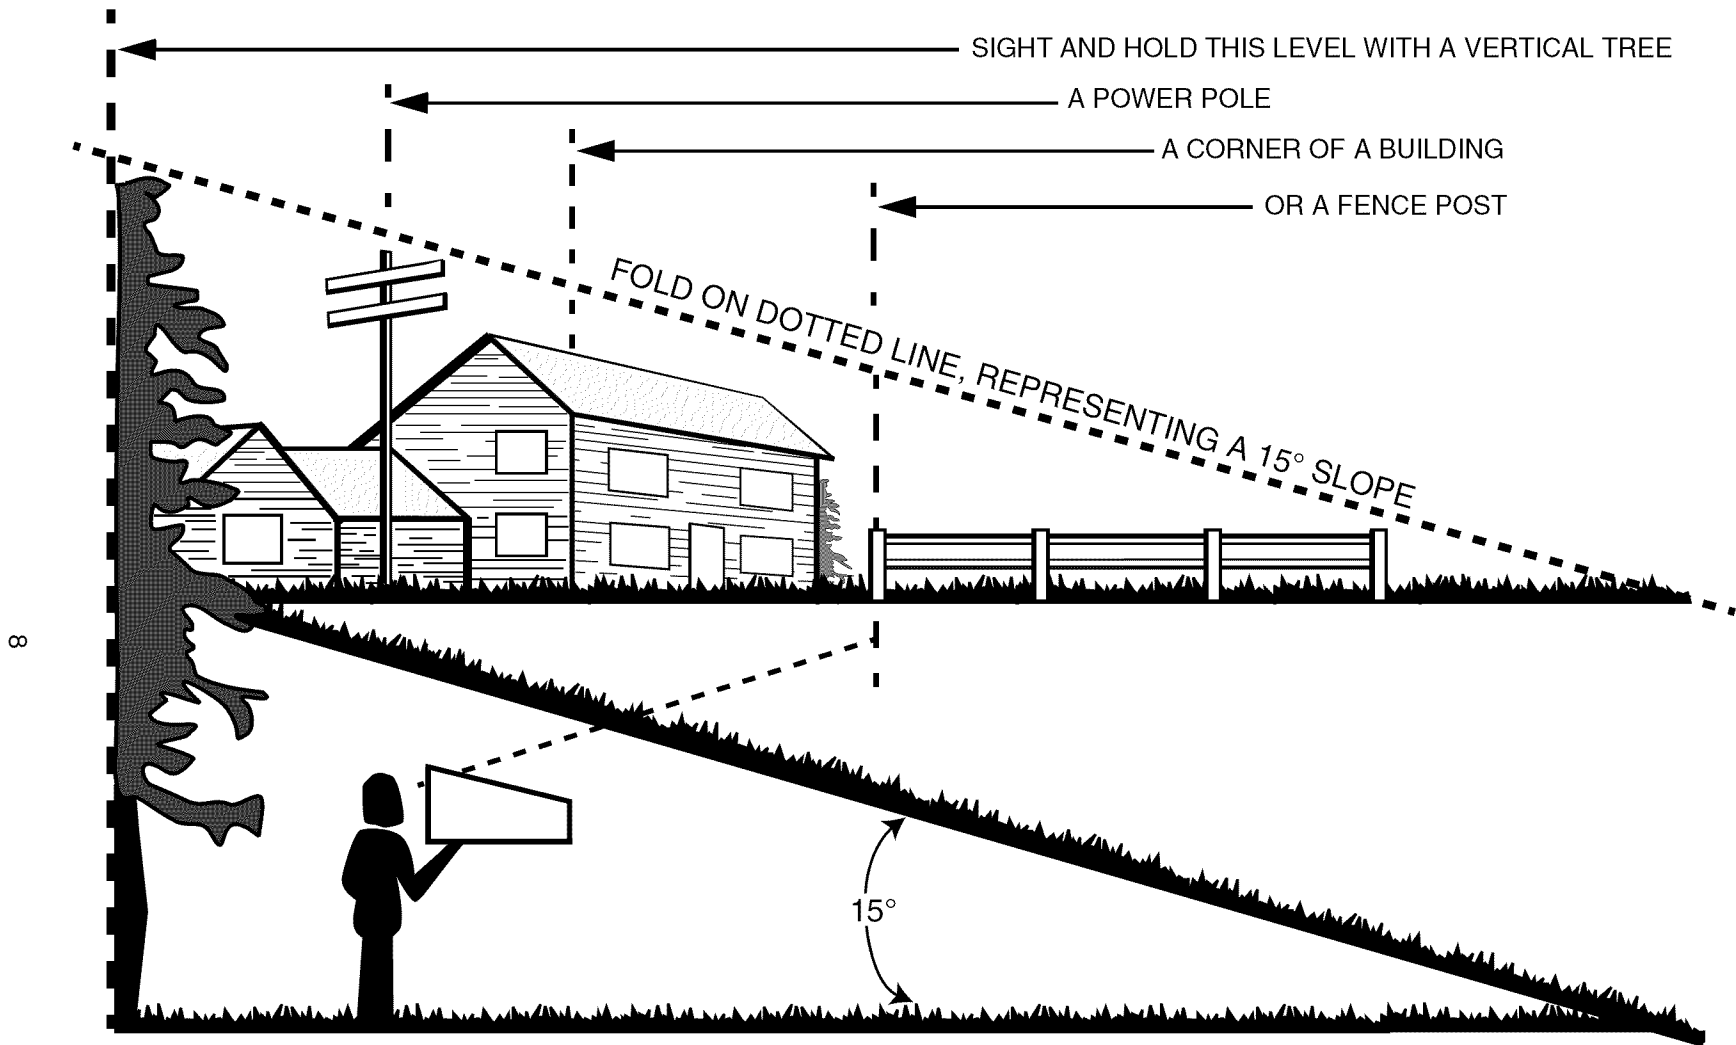 SIGHT AND HOLD THIS LEVEL WITH A VERTICAL TREE
A POWER POLE
A CORNER OF A BUILDING
OR A FENCE POST
FOLD ON DOTTED LINE, REPRESENTING A 15° SLOPE
8
15°